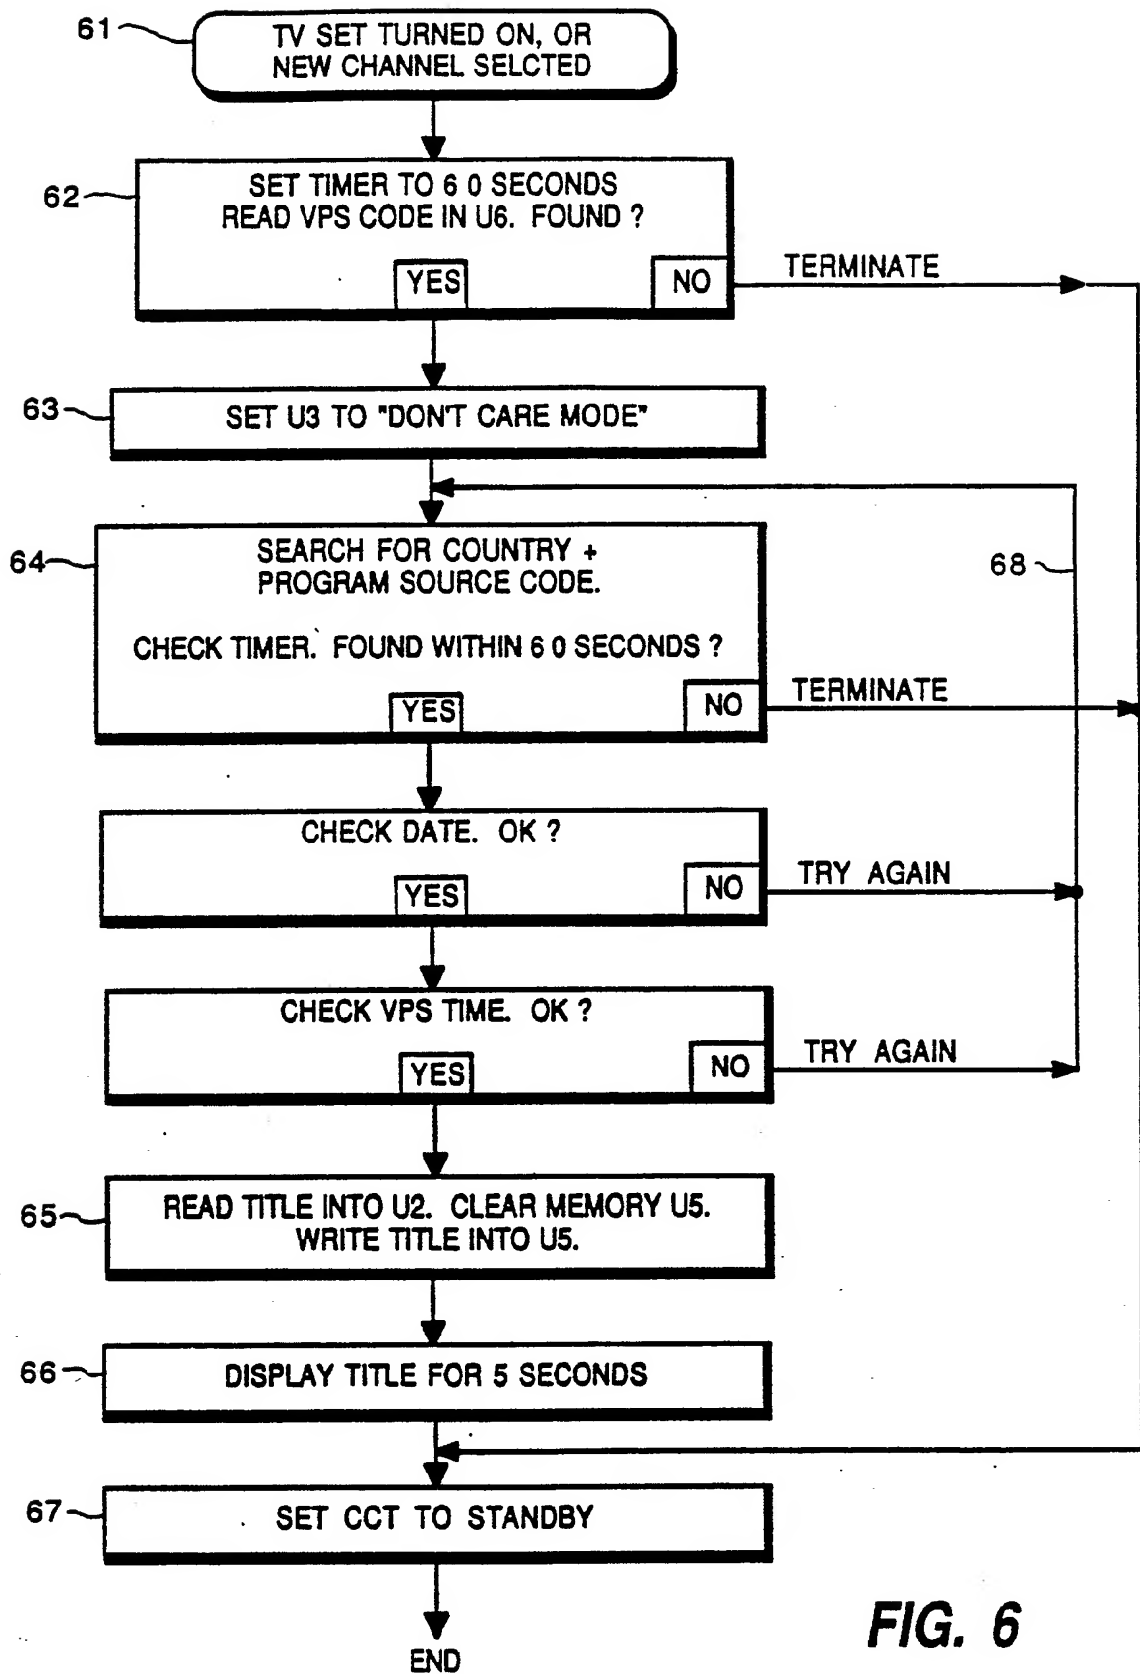 61
TV SET TURNED ON, OR
NEW CHANNEL SELCTED
62
SET TIMER TO 6 0 SECONDS
READ VPS CODE IN U6. FOUND ?
YES
NO
TERMINATE
63
SET U3 TO "DON'T CARE MODE"
64
SEARCH FOR COUNTRY +
PROGRAM SOURCE CODE.
CHECK TIMER. FOUND WITHIN 6 0 SECONDS ?
YES
NO
TERMINATE
68
CHECK DATE. OK ?
YES
NO
TRY AGAIN
CHECK VPS TIME. OK ?
YES
NO
TRY AGAIN
65
READ TITLE INTO U2. CLEAR MEMORY U5.
WRITE TITLE INTO U5.
66
DISPLAY TITLE FOR 5 SECONDS
67
SET CCT TO STANDBY
END
FIG. 6